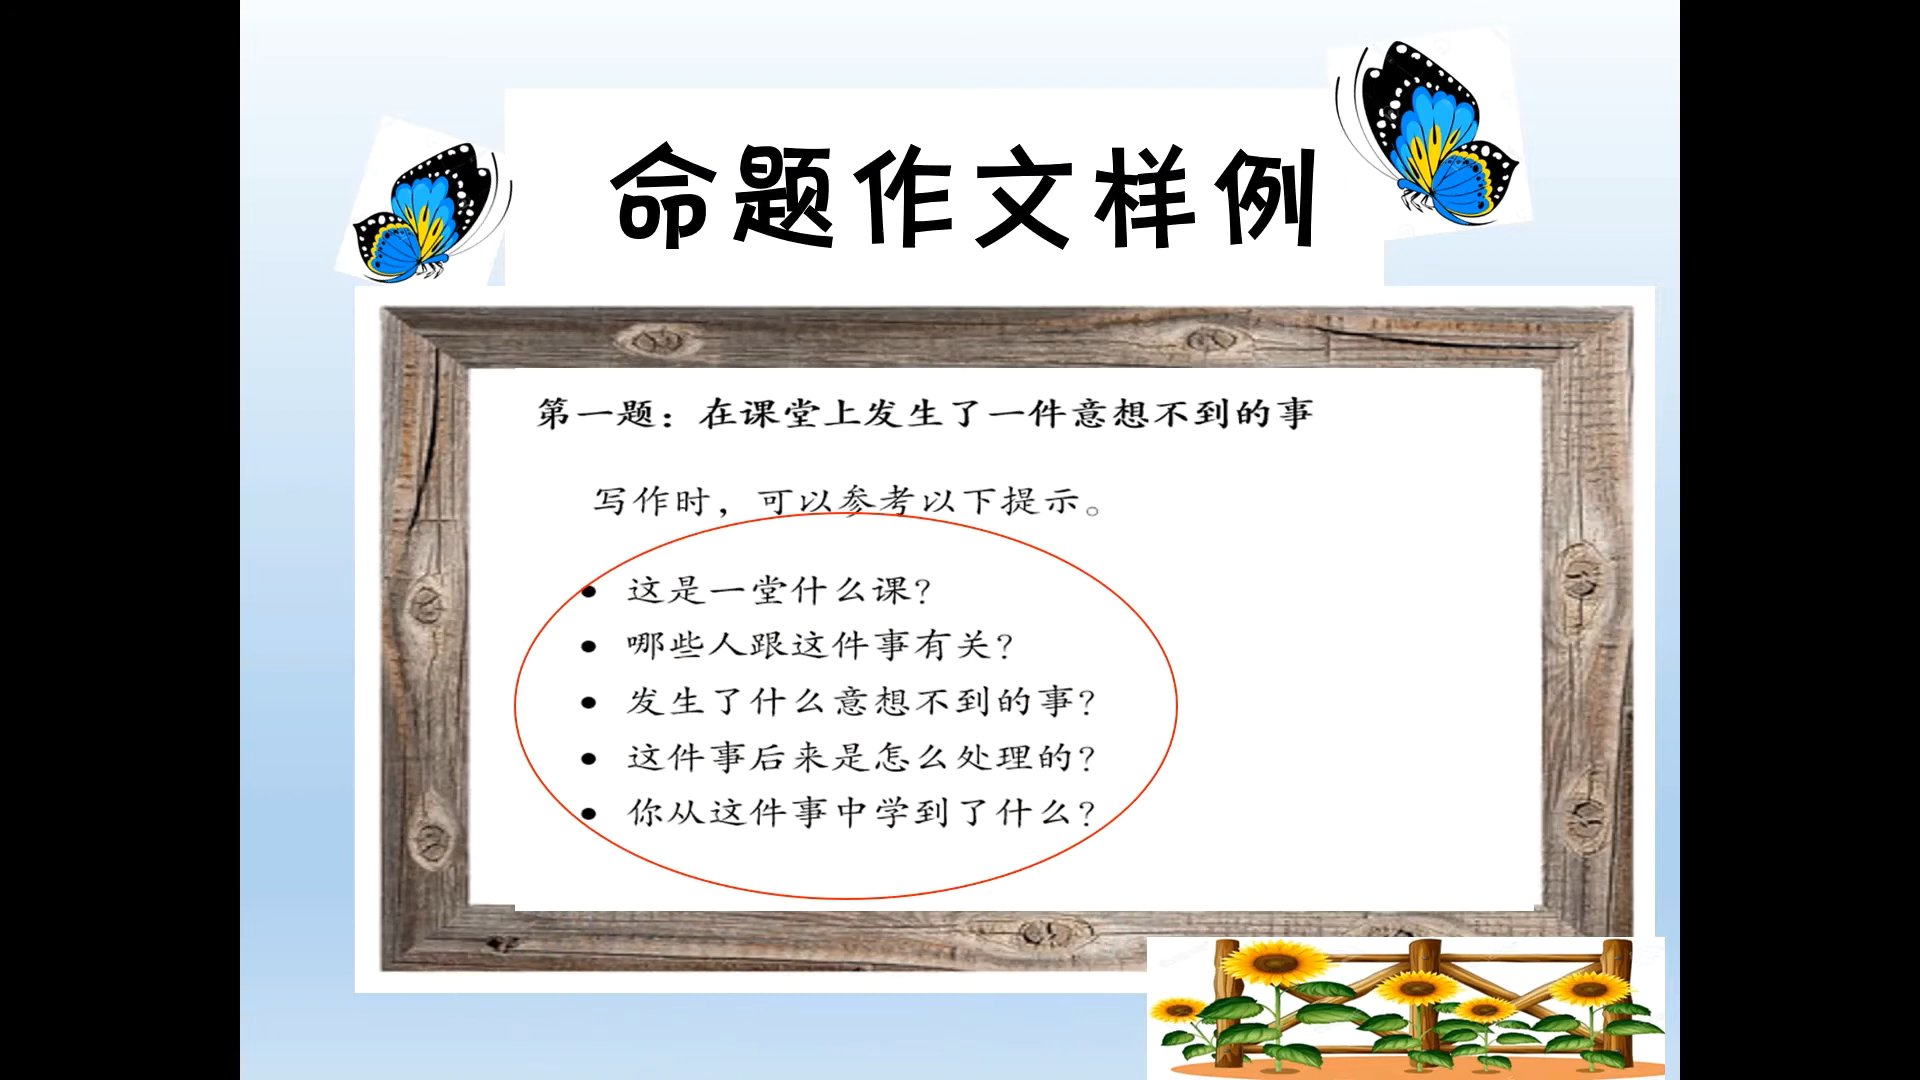 命题作文样例
第一题：在课堂上发生了一件意想不到的事
写作时，可以参考以下提示。
• 这是一堂什么课？
• 哪些人跟这件事有关？
• 发生了什么意想不到的事？
• 这件事后来是怎么处理的？
• 你从这件事中学到了什么？